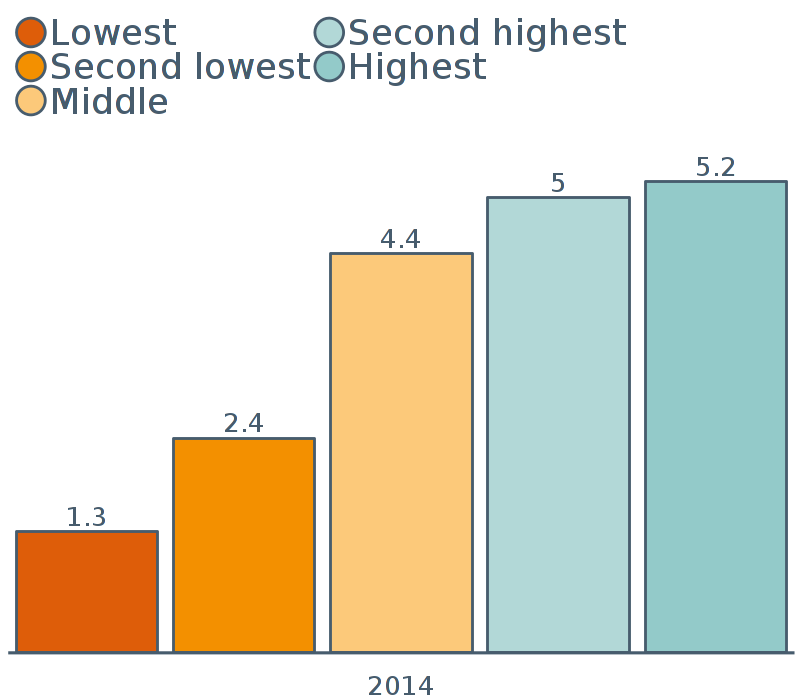 Lowest
Second lowest
Middle
Second highest
Highest
1.3
2.4
4.4
5
5.2
2014